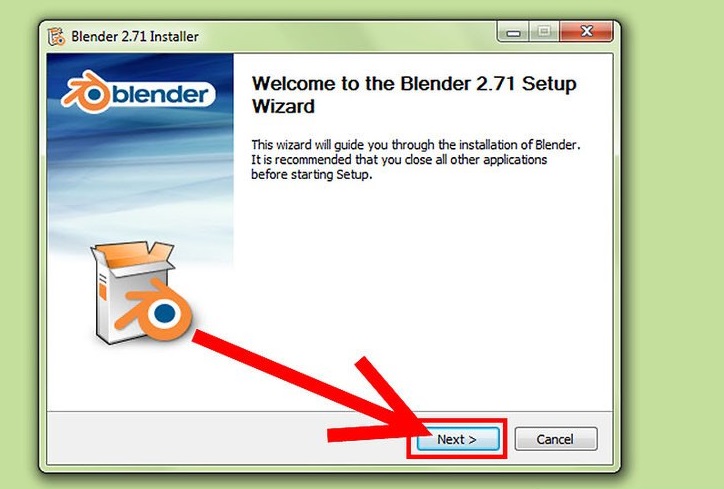 Blender 2.71 Installer
blender
Welcome to the Blender 2.71 Setup
Wizard
This wizard will guide you through the installation of Blender.
It is recommended that you close all other applications
before starting Setup.
Next >
Cancel